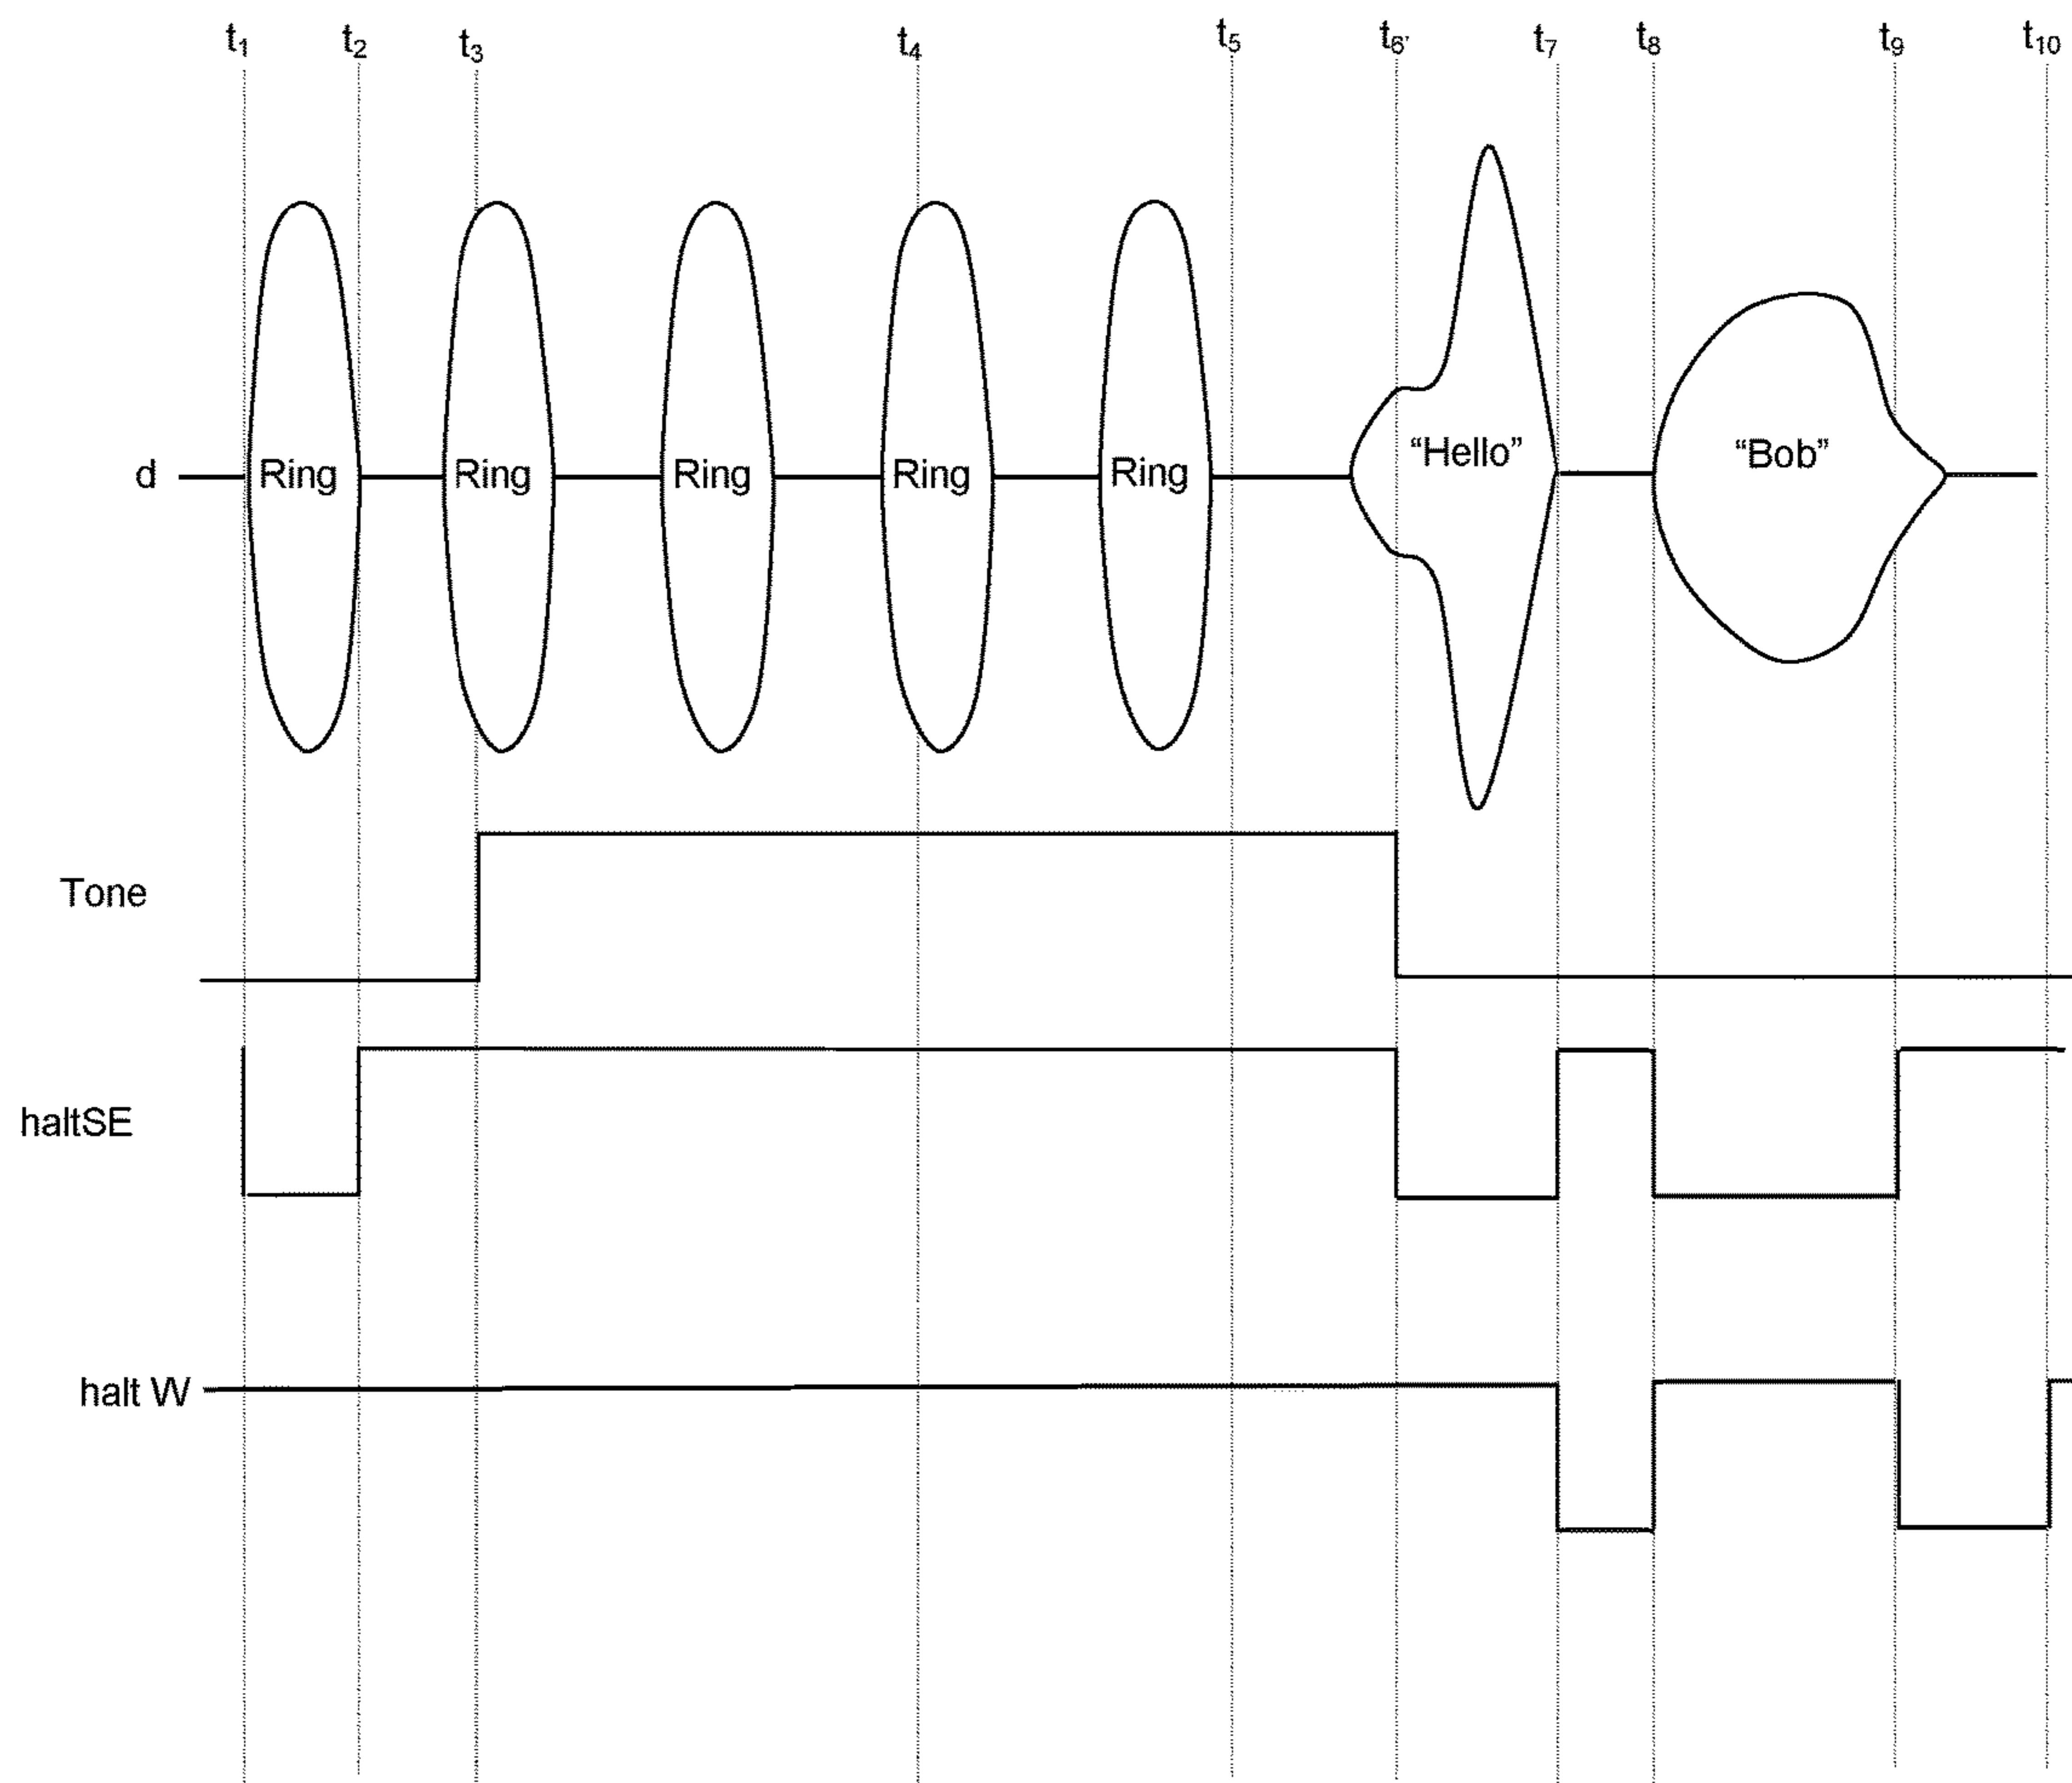 t₁ t₂ t₃ t₄ t₅ t₆' t₇ t₈ t₉ t₁₀
d Ring Ring Ring Ring Ring “Hello” “Bob”
Tone
haltSE
halt W